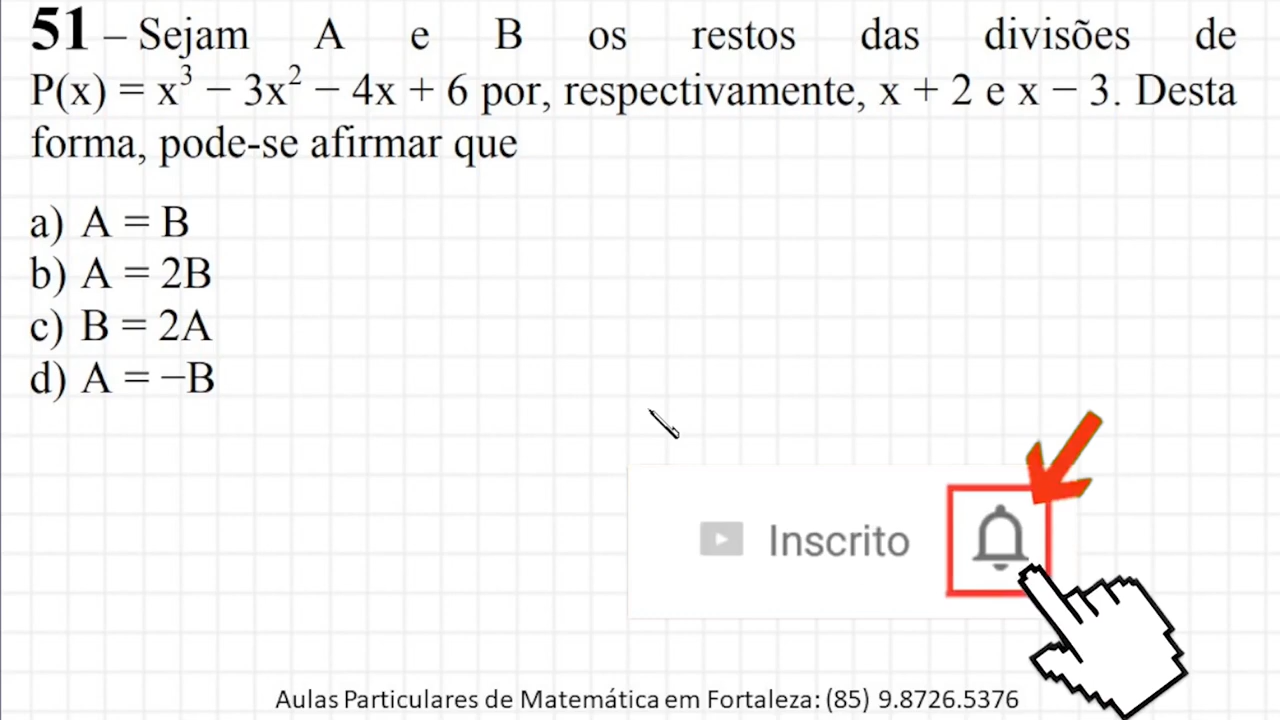 51 – Sejam A e B os restos das divisões de
P(x) = x³ − 3x² − 4x + 6 por, respectivamente, x + 2 e x − 3. Desta
forma, pode-se afirmar que
a) A = B
b) A = 2B
c) B = 2A
d) A = −B
Inscrito
Aulas Particulares de Matemática em Fortaleza: (85) 9.8726.5376